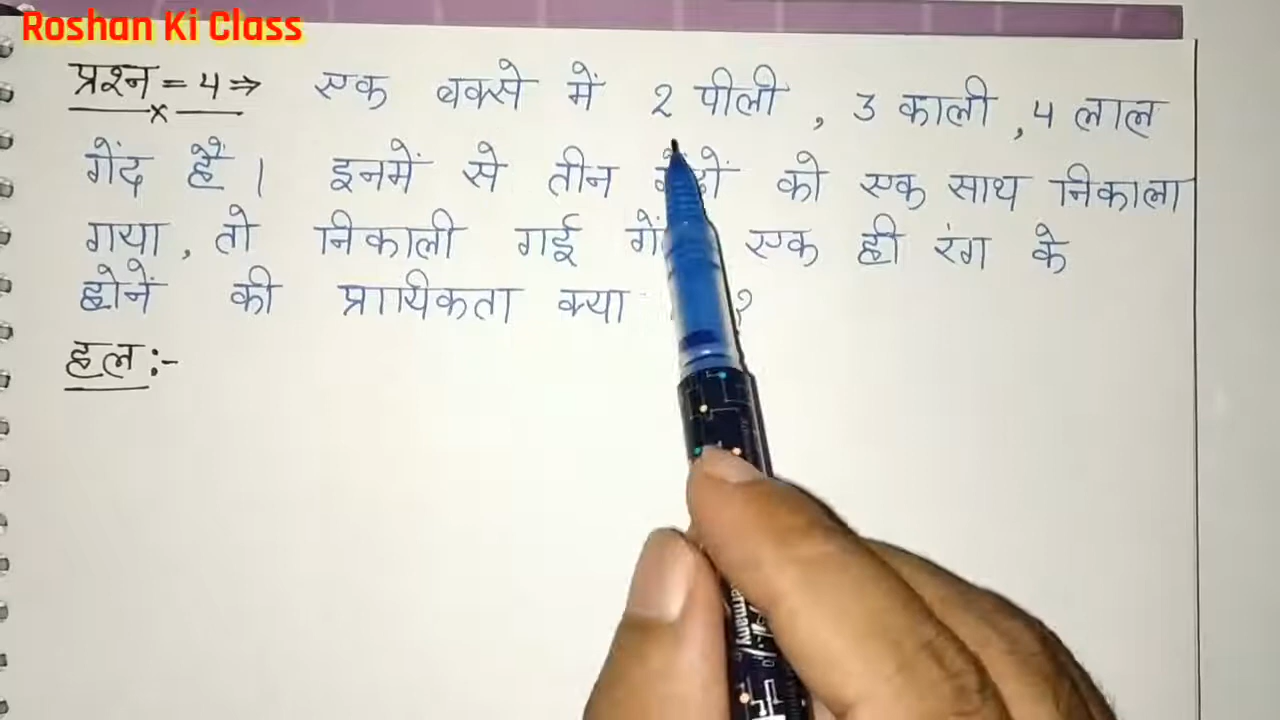 Roshan Ki Class
प्रश्न = 4 ⇒ एक बक्से में 2 पीली , 3 काली , 4 लाल
गेंद हैं । इनमें से तीन को एक साथ निकाला
गया , तो निकाली गई एक ही रंग के
होनें की प्रायिकता क्या ?
हल :-